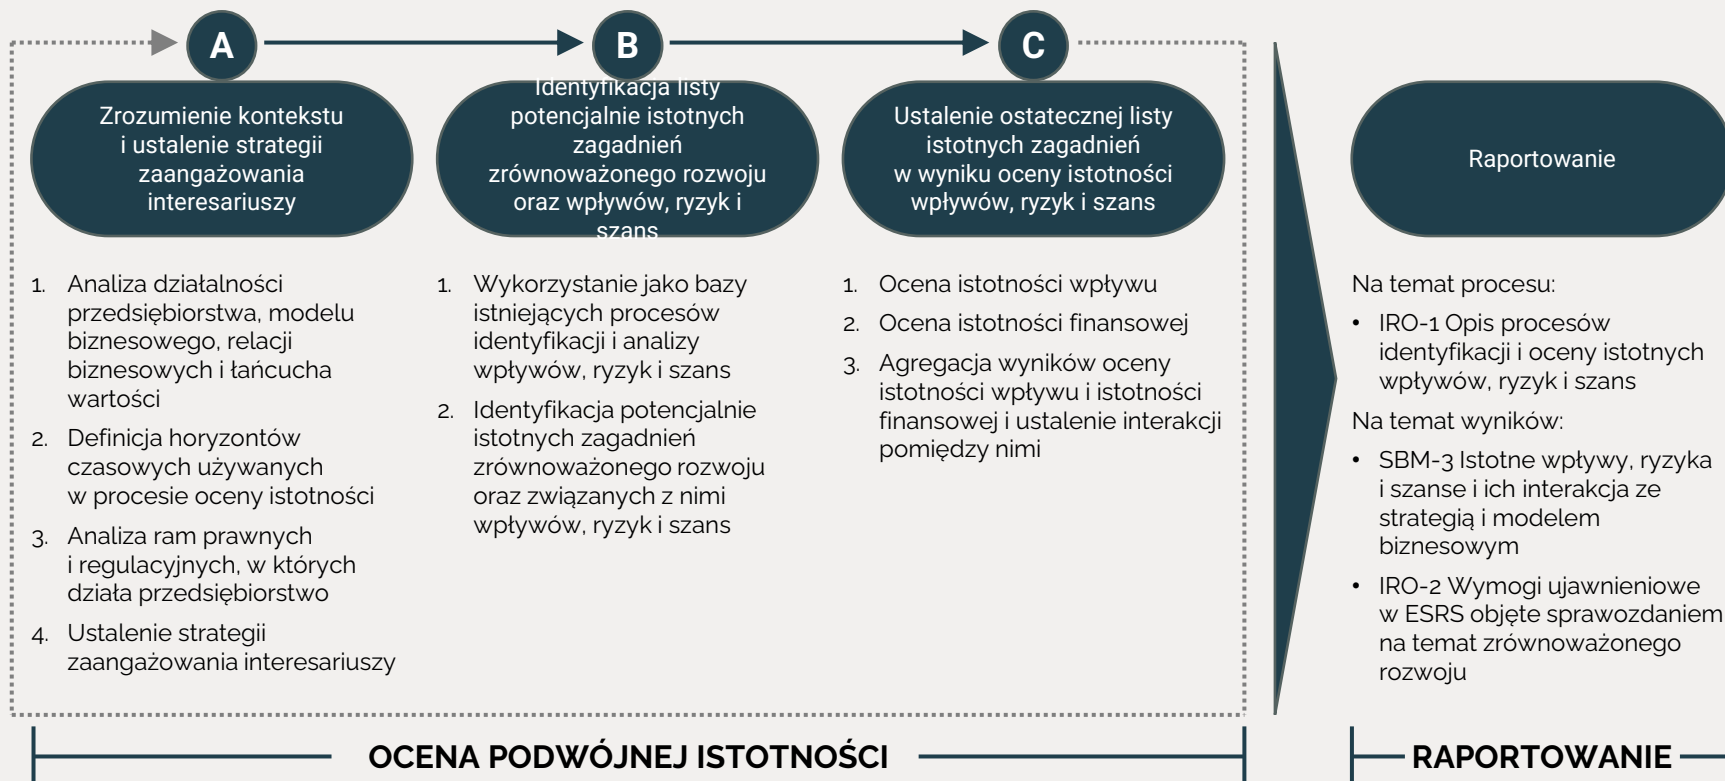 A
Zrozumienie kontekstu
i ustalenie strategii
zaangażowania
interesariuszy
1. Analiza działalności
przedsiębiorstwa, modelu
biznesowego, relacji
biznesowych i łańcucha
wartości
2. Definicja horyzontów
czasowych używanych
w procesie oceny istotności
3. Analiza ram prawnych
i regulacyjnych, w których
działa przedsiębiorstwo
4. Ustalenie strategii
zaangażowania interesariuszy
B
Identyfikacja listy
potencjalnie istotnych
zagadnień
zrównoważonego rozwoju
oraz wpływów, ryzyk i
szans
1. Wykorzystanie jako bazy
istniejących procesów
identyfikacji i analizy
wpływów, ryzyk i szans
2. Identyfikacja potencjalnie
istotnych zagadnień
zrównoważonego rozwoju
oraz związanych z nimi
wpływów, ryzyk i szans
C
Ustalenie ostatecznej listy
istotnych zagadnień
w wyniku oceny istotności
wpływów, ryzyk i szans
1. Ocena istotności wpływu
2. Ocena istotności finansowej
3. Agregacja wyników oceny
istotności wpływu i istotności
finansowej i ustalenie interakcji
pomiędzy nimi
OCENA PODWÓJNEJ ISTOTNOŚCI
Raportowanie
Na temat procesu:
• IRO-1 Opis procesów
identyfikacji i oceny istotnych
wpływów, ryzyk i szans
Na temat wyników:
• SBM-3 Istotne wpływy, ryzyka
i szanse i ich interakcja ze
strategią i modelem
biznesowym
• IRO-2 Wymogi ujawnieniowe
w ESRS objęte sprawozdaniem
na temat zrównoważonego
rozwoju
RAPORTOWANIE